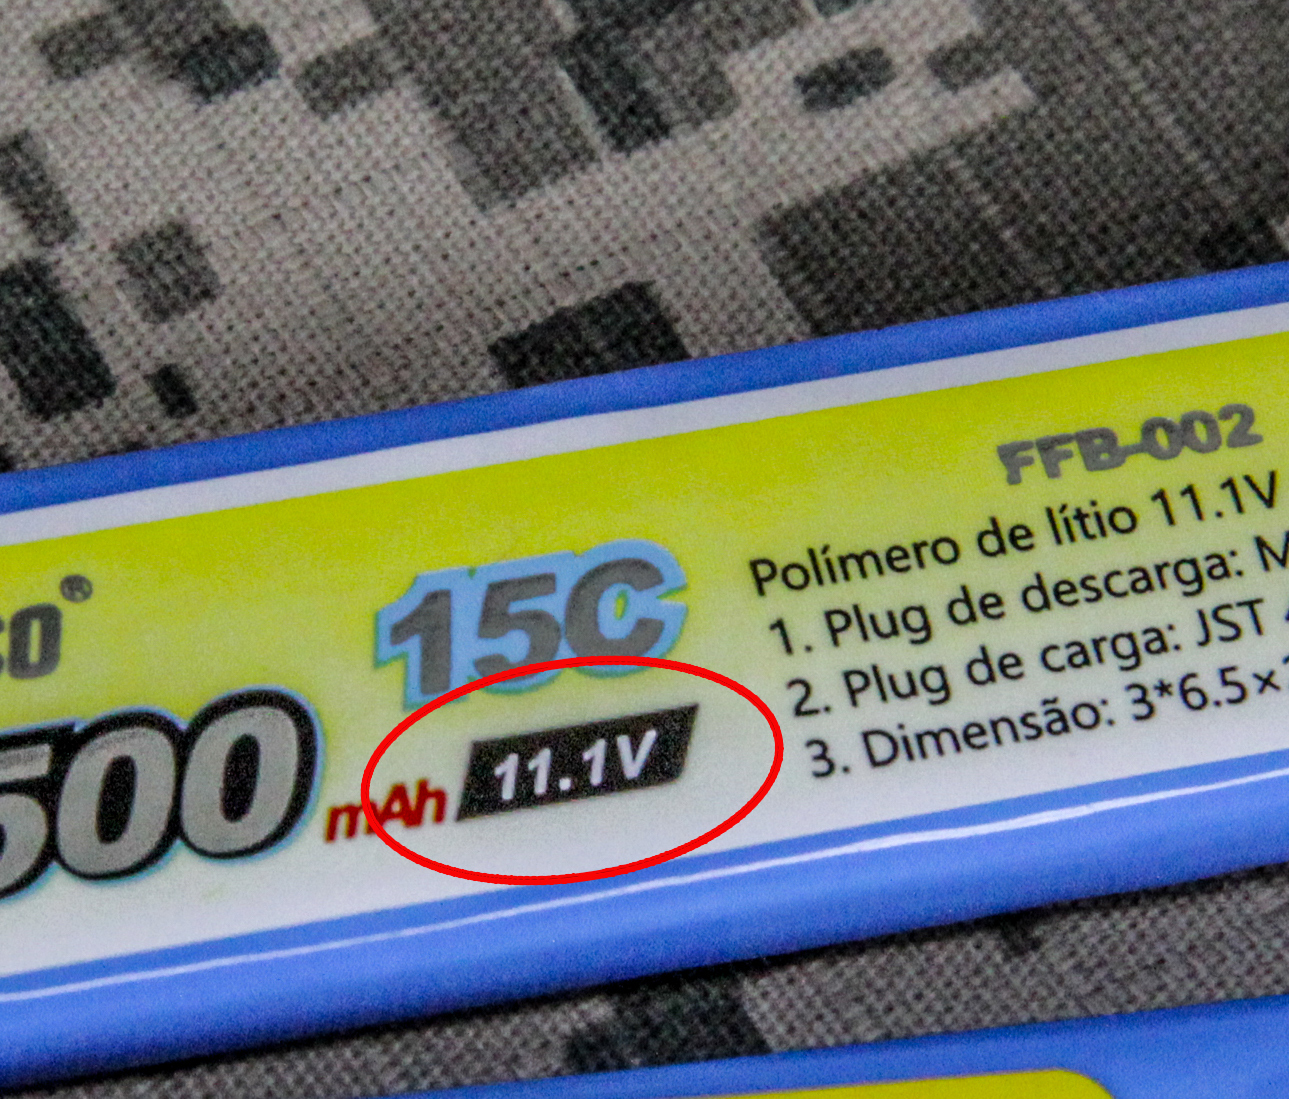 FFB-002
15C
Polímero de lítio 11.1V
1. Plug de descarga:
2. Plug de carga: JST
3. Dimensão: 3*6.5×
500 mAh 11.1V